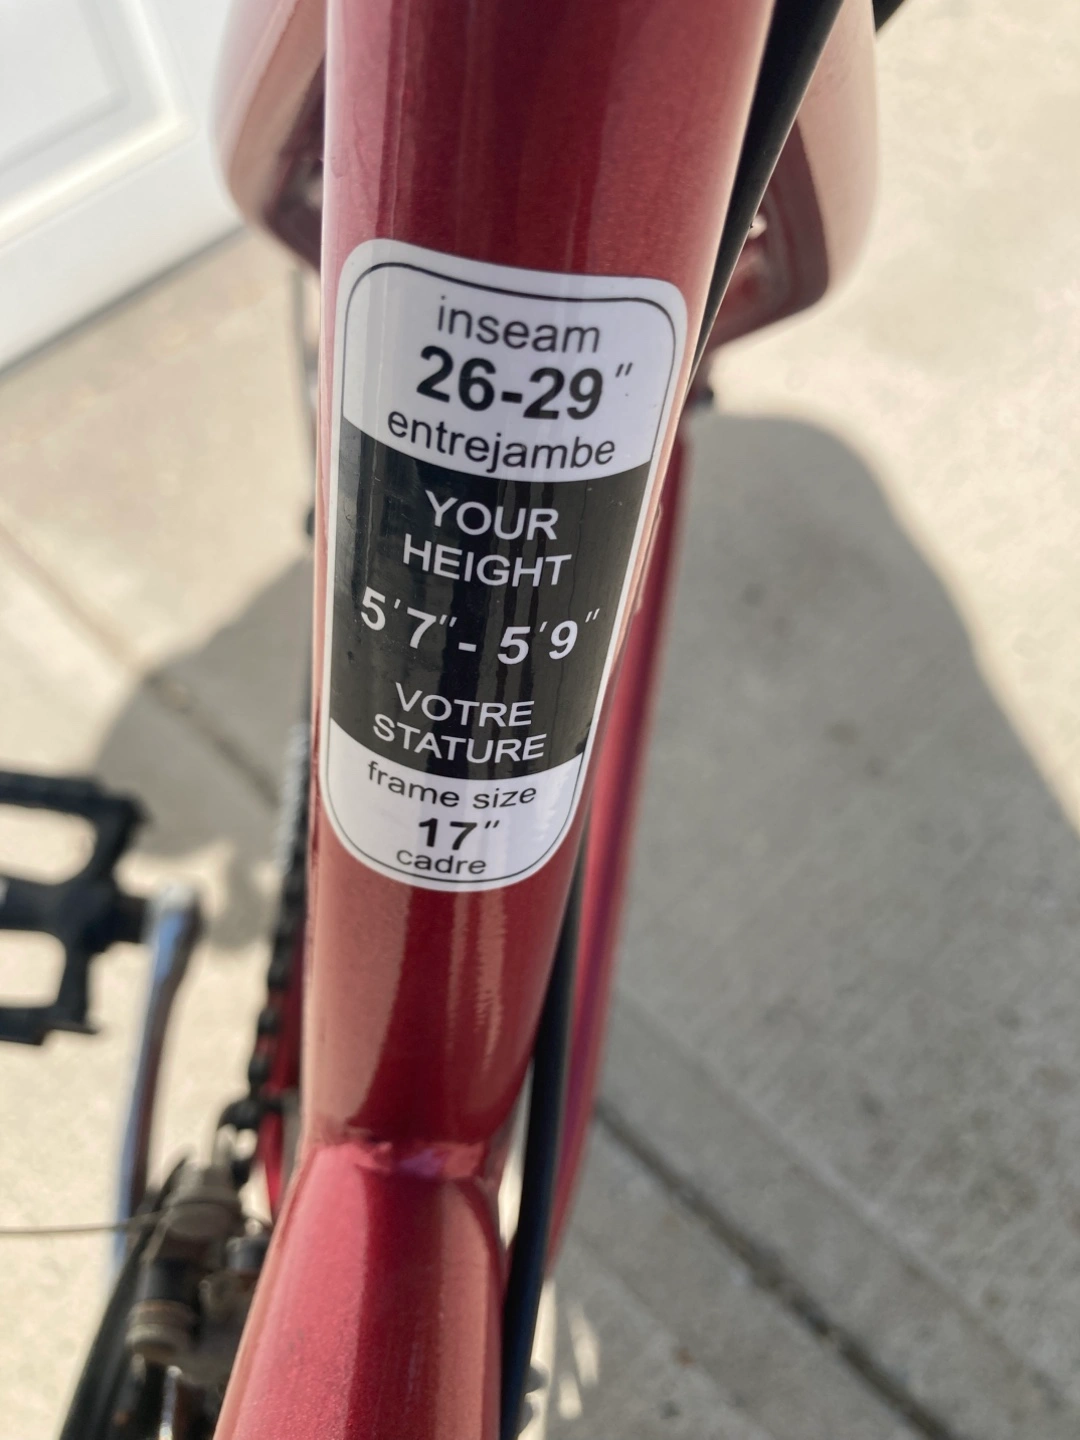 inseam
26-29"
entrejambe
YOUR
HEIGHT
5'7"- 5'9"
VOTRE
STATURE
frame size
17"
cadre